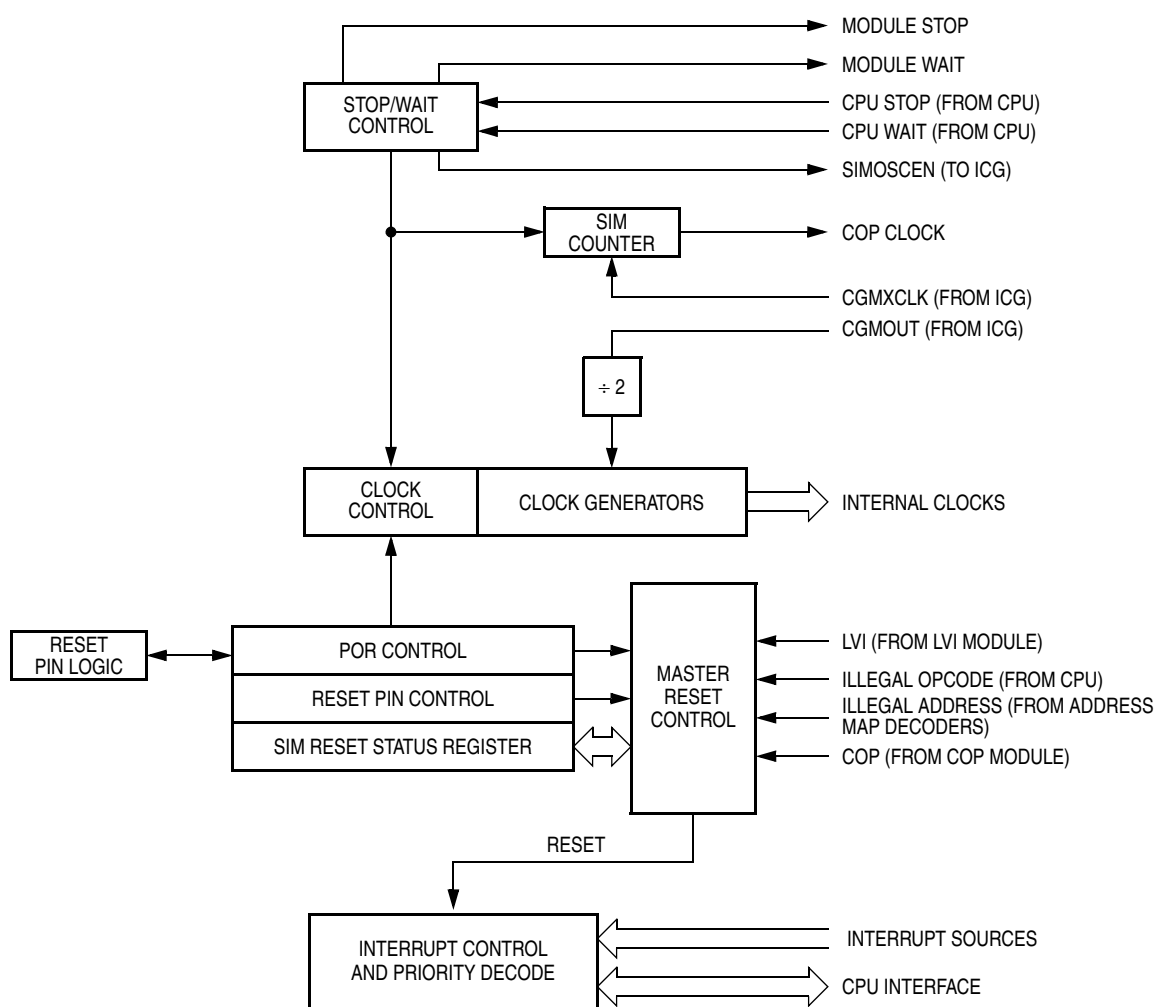 MODULE STOP
MODULE WAIT
STOP/WAIT
CONTROL
CPU STOP (FROM CPU)
CPU WAIT (FROM CPU)
SIMOSCEN (TO ICG)
SIM
COUNTER
COP CLOCK
CGMXCLK (FROM ICG)
CGMOUT (FROM ICG)
÷ 2
CLOCK
CONTROL
CLOCK GENERATORS
INTERNAL CLOCKS
RESET
PIN LOGIC
POR CONTROL
RESET PIN CONTROL
SIM RESET STATUS REGISTER
MASTER
RESET
CONTROL
LVI (FROM LVI MODULE)
ILLEGAL OPCODE (FROM CPU)
ILLEGAL ADDRESS (FROM ADDRESS
MAP DECODERS)
COP (FROM COP MODULE)
RESET
INTERRUPT CONTROL
AND PRIORITY DECODE
INTERRUPT SOURCES
CPU INTERFACE